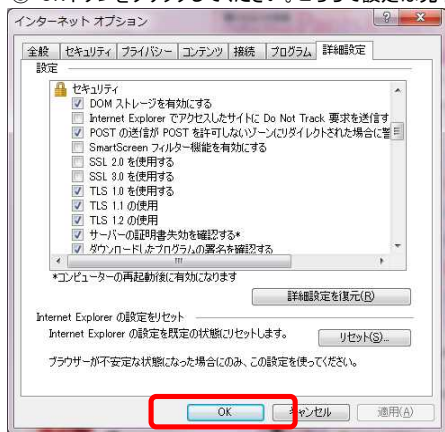 インターネット オプション
全般 セキュリティ プライバシー コンテンツ 接続 プログラム 詳細設定
設定
セキュリティ
DOM ストレージを有効にする
Internet Explorer でアクセスしたサイトに Do Not Track 要求を送信す
POST の送信が POST を許可しないゾーンにリダイレクトされた場合に警
SmartScreen フィルター機能を有効にする
SSL 2.0 を使用する
SSL 3.0 を使用する
TLS 1.0 を使用する
TLS 1.1 の使用
TLS 1.2 の使用
サーバーの証明書失効を確認する*
ダウンロードしたプログラムの署名を確認する
*コンピューターの再起動後に有効になります
詳細設定を復元(R)
Internet Explorer の設定をリセット
Internet Explorer の設定を既定の状態にリセットします。
リセット(S)...
ブラウザーが不安定な状態になった場合にのみ、この設定を使ってください。
OK キャンセル 適用(A)